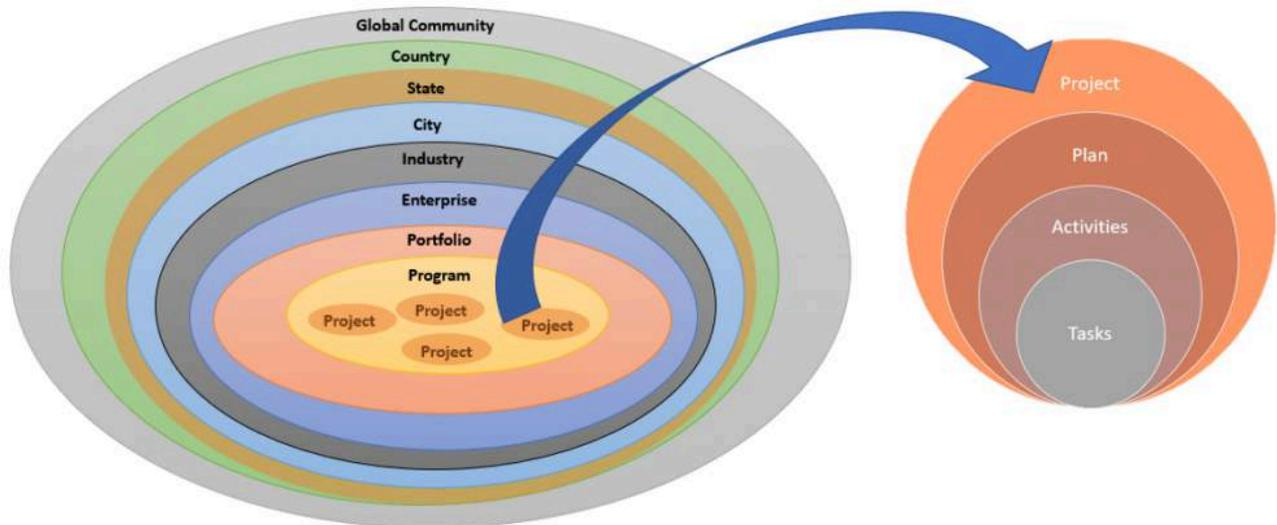 Global Community
Country
State
City
Industry
Enterprise
Portfolio
Program
Project
Project
Project
Project
Project
Plan
Activities
Tasks